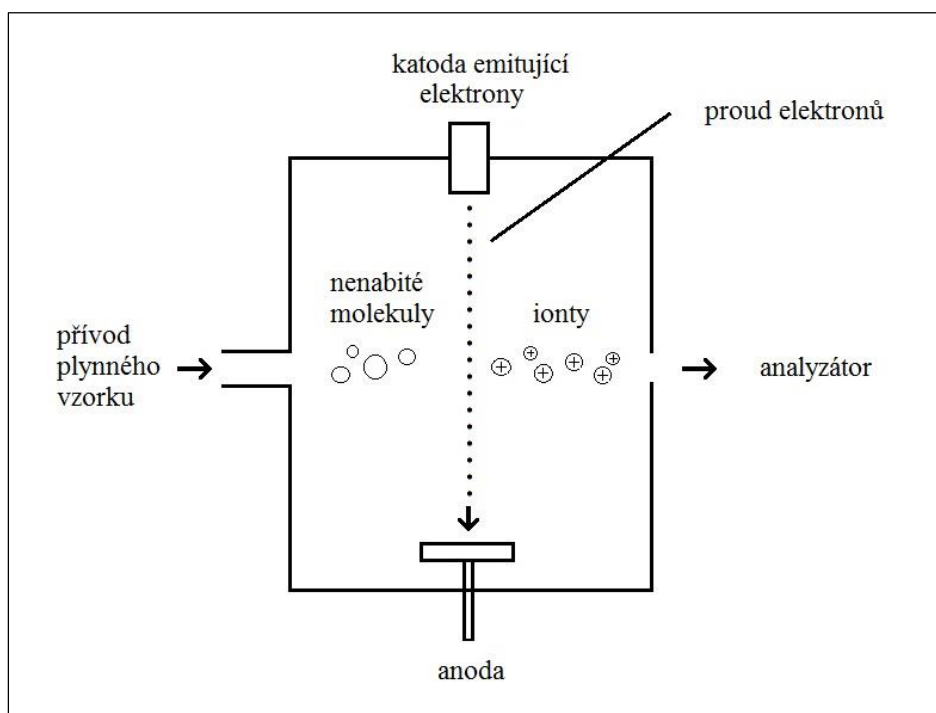 katoda emitující
elektrony
proud elektronů
nenabité
molekuly
ionty
přívod
plynného
vzorku
analyzátor
anoda